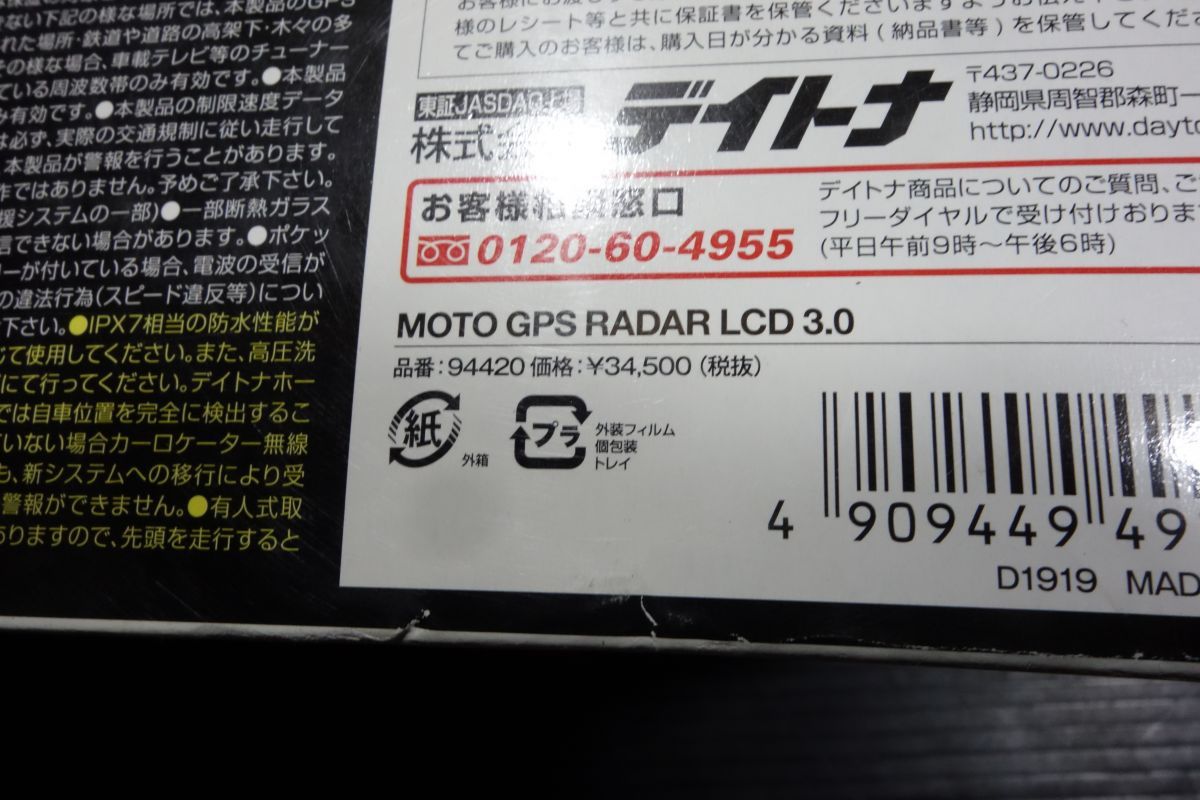 ない下記の様な場所では、本製品のGPS
れた場所・鉄道や道路の高架下・木々の多
その様な場合、車載テレビ等のチューナー
ている周波数帯のみ有効です。●本製品
み有効です。●本製品の制限速度データ
は必ず、実際の交通規制に従い走行して
、本製品が警報を行うことがあります。
作ではありません。予めご了承下さい。
援システムの一部)●一部断熱ガラス
信できない場合があります。●ポケッ
ーが付いている場合、電波の受信が
の違法行為(スピード違反等)につい
下さい。●IPX7相当の防水性能が
じて使用してください。また、高圧洗
にて行ってください。デイトナホー
では自車位置を完全に検出するこ
ていない場合カーロケーター無線
も、新システムへの移行により受
警報ができません。●有人式取
ありますので、先頭を走行すると
様のレシート等と共に保証書を保管くださいますようお伝え
てご購入のお客様は、購入日が分かる資料(納品書等)を保管してくだ
東証JASDAQ上場
株式会 デイトナ
〒437-0226
静岡県周智郡森町一
http://www.dayto
お客様相談窓口
0120-60-4955
デイトナ商品についてのご質問、ご
フリーダイヤルで受け付けておりま
(平日午前9時〜午後6時)
MOTO GPS RADAR LCD 3.0
品番:94420 価格:¥34,500(税抜)
紙 外箱
プラ 外装フィルム
個包装
トレイ
4 909449 49
D1919 MAD